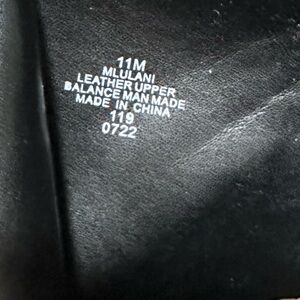 11M
MLULANI
LEATHER UPPER
BALANCE MAN MADE
MADE IN CHINA
119
0722